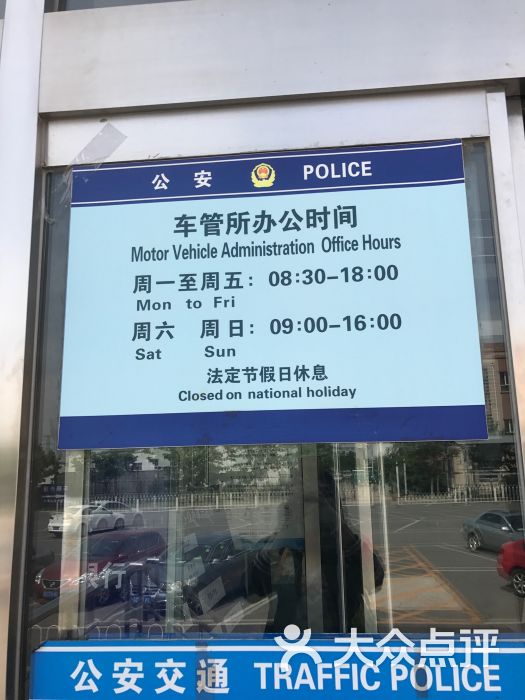 公安 POLICE
车管所办公时间
Motor Vehicle Administration Office Hours
周一至周五：08:30-18:00
Mon to Fri
周六 周日：09:00-16:00
Sat Sun
法定节假日休息
Closed on national holiday
银行
大众点评
公安交通 TRAFFIC POLICE